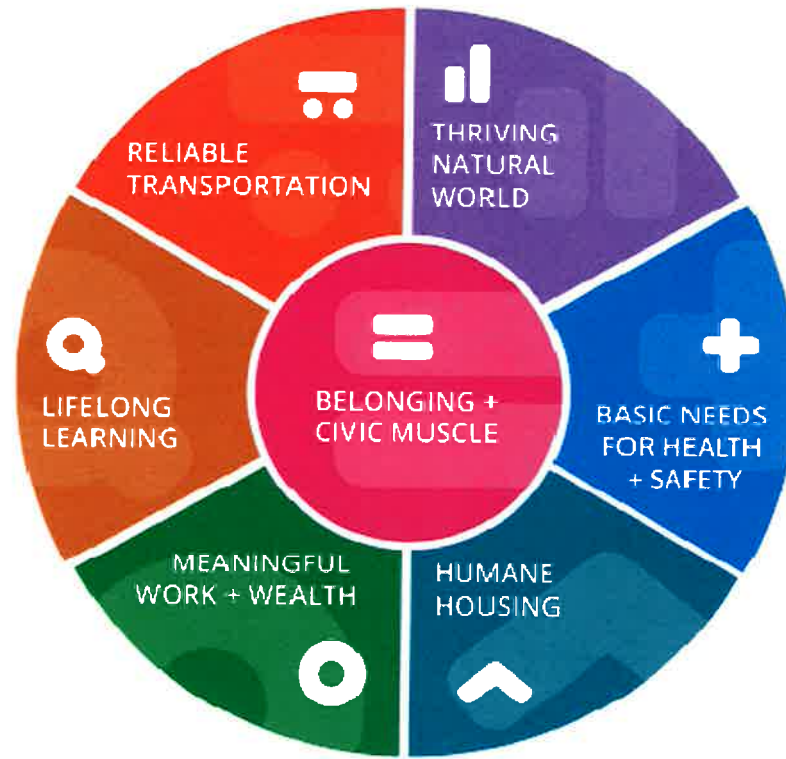 RELIABLE
TRANSPORTATION
THRIVING
NATURAL
WORLD
LIFELONG
LEARNING
BELONGING +
CIVIC MUSCLE
BASIC NEEDS
FOR HEALTH
+ SAFETY
MEANINGFUL
WORK + WEALTH
HUMANE
HOUSING